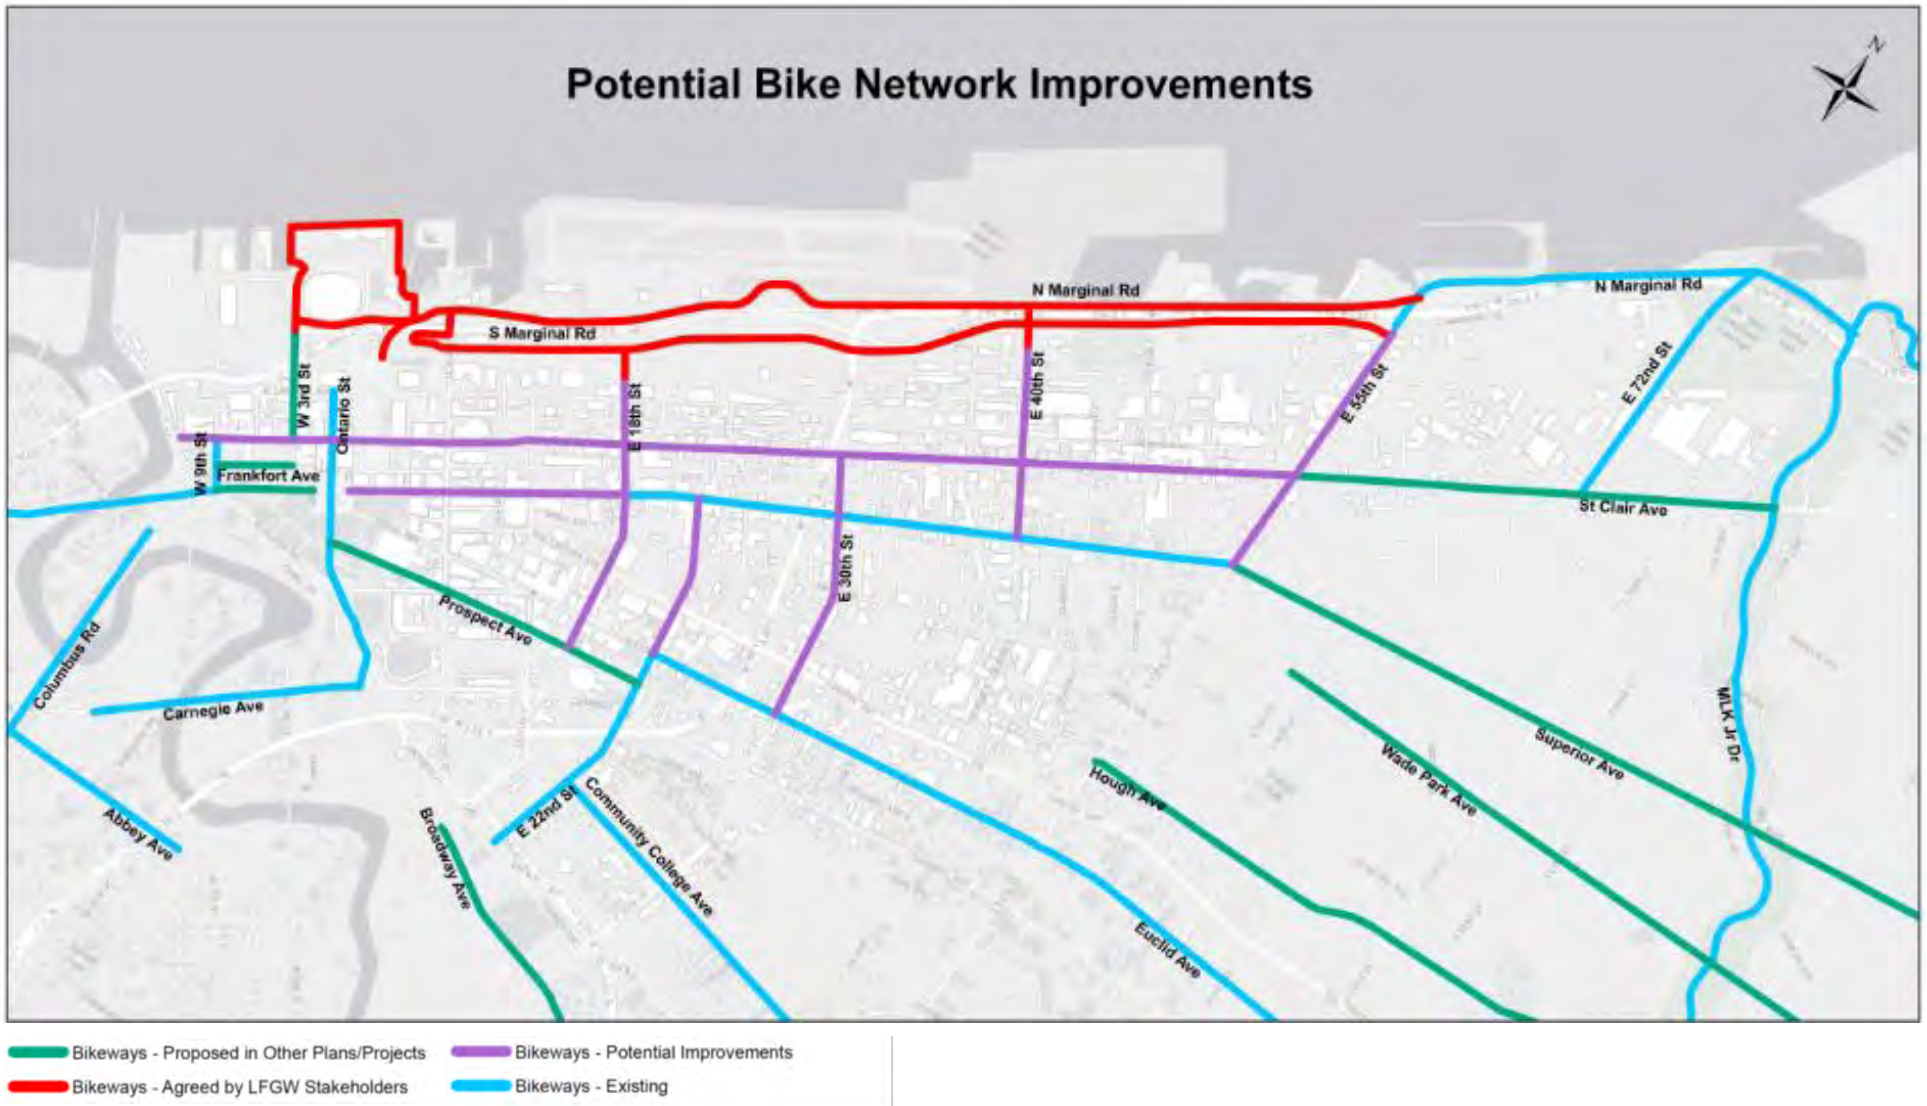 N
Potential Bike Network Improvements
N Marginal Rd
N Marginal Rd
S Marginal Rd
W 3rd St
Ontario St
E 18th St
E 40th St
E 55th St
E 72nd St
W 9th St
Frankfort Ave
St Clair Ave
E 30th St
Prospect Ave
Columbus Rd
Carnegie Ave
MLK Jr Dr
Superior Ave
Wade Park Ave
Hough Ave
Abbey Ave
E 22nd St
Community College Ave
Broadway Ave
Euclid Ave
Bikeways - Proposed in Other Plans/Projects
Bikeways - Potential Improvements
Bikeways - Agreed by LFGW Stakeholders
Bikeways - Existing